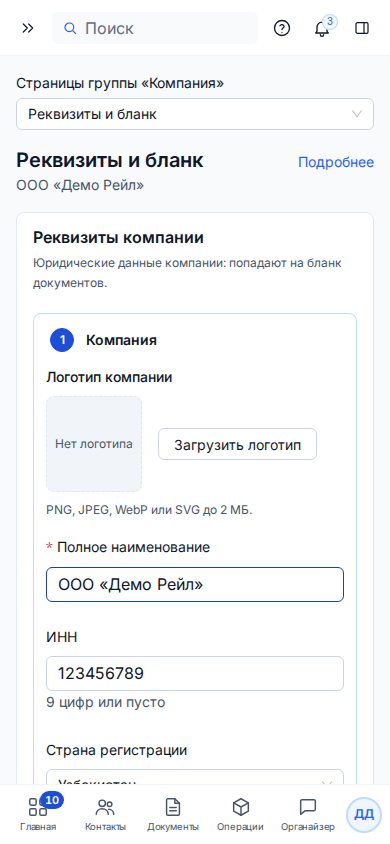 Поиск
3
Страницы группы «Компания»
Реквизиты и бланк
Реквизиты и бланк
Подробнее
ООО «Демо Рейл»
Реквизиты компании
Юридические данные компании: попадают на бланк
документов.
1 Компания
Логотип компании
Нет логотипа
Загрузить логотип
PNG, JPEG, WebP или SVG до 2 МБ.
* Полное наименование
ООО «Демо Рейл»
ИНН
123456789
9 цифр или пусто
Страна регистрации
Узбекистан
10
Главная
Контакты
Документы
Операции
Органайзер
ДД